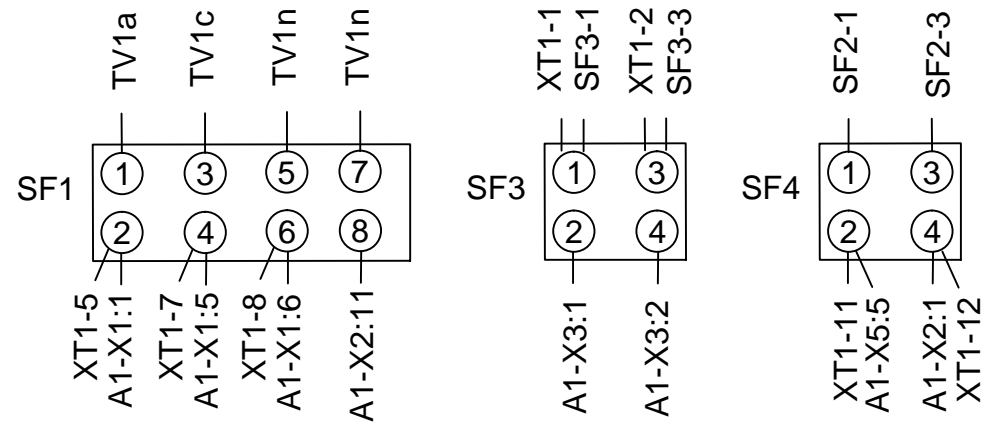 TV1a
TV1c
TV1n
TV1n
SF1
1
3
5
7
2
4
6
8
XT1-5
A1-X1:1
XT1-7
A1-X1:5
XT1-8
A1-X1:6
A1-X2:11
XT1-1
SF3-1
XT1-2
SF3-3
SF3
1
3
2
4
A1-X3:1
A1-X3:2
SF2-1
SF2-3
SF4
1
3
2
4
XT1-11
A1-X5:5
A1-X2:1
XT1-12